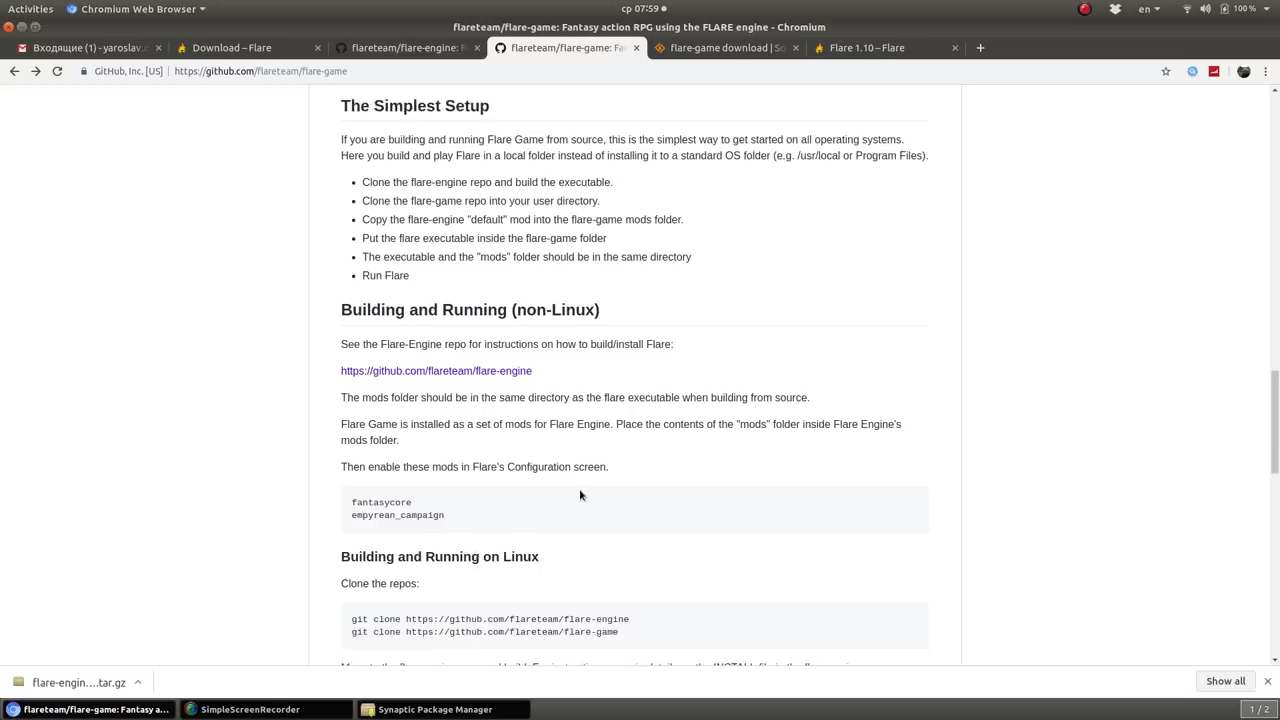 Activities Chromium Web Browser ср 07:59 en 100 %
flareteam/flare-game: Fantasy action RPG using the FLARE engine - Chromium
Входящие (1) - yaroslav.c × Download – Flare × flareteam/flare-engine: F × flareteam/flare-game: Fa × flare-game download | So × Flare 1.10 – Flare ×
GitHub, Inc. [US] https://github.com/flareteam/flare-game
The Simplest Setup
If you are building and running Flare Game from source, this is the simplest way to get started on all operating systems.
Here you build and play Flare in a local folder instead of installing it to a standard OS folder (e.g. /usr/local or Program Files).
• Clone the flare-engine repo and build the executable.
• Clone the flare-game repo into your user directory.
• Copy the flare-engine "default" mod into the flare-game mods folder.
• Put the flare executable inside the flare-game folder
• The executable and the "mods" folder should be in the same directory
• Run Flare
Building and Running (non-Linux)
See the Flare-Engine repo for instructions on how to build/install Flare:
https://github.com/flareteam/flare-engine
The mods folder should be in the same directory as the flare executable when building from source.
Flare Game is installed as a set of mods for Flare Engine. Place the contents of the "mods" folder inside Flare Engine's
mods folder.
Then enable these mods in Flare's Configuration screen.
fantasycore
empyrean_campaign
Building and Running on Linux
Clone the repos:
git clone https://github.com/flareteam/flare-engine
git clone https://github.com/flareteam/flare-game
flare-engin....tar.gz Show all
flareteam/flare-game: Fantasy a... SimpleScreenRecorder Synaptic Package Manager 1 / 2